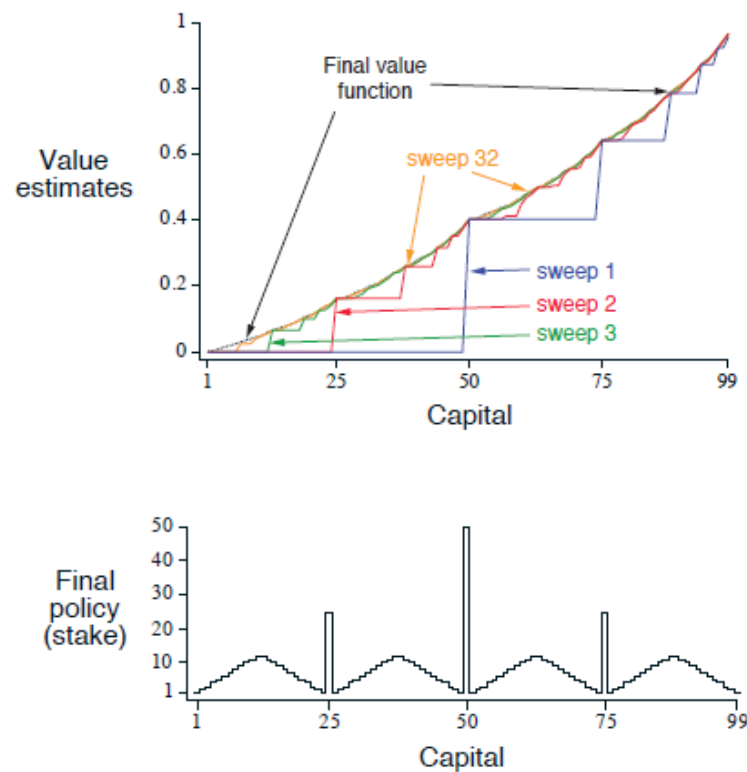 1
0.8
0.6
0.4
0.2
0
Value
estimates
Final value
function
sweep 32
sweep 1
sweep 2
sweep 3
1
25
50
75
99
Capital
50
40
30
20
10
1
Final
policy
(stake)
1
25
50
75
99
Capital